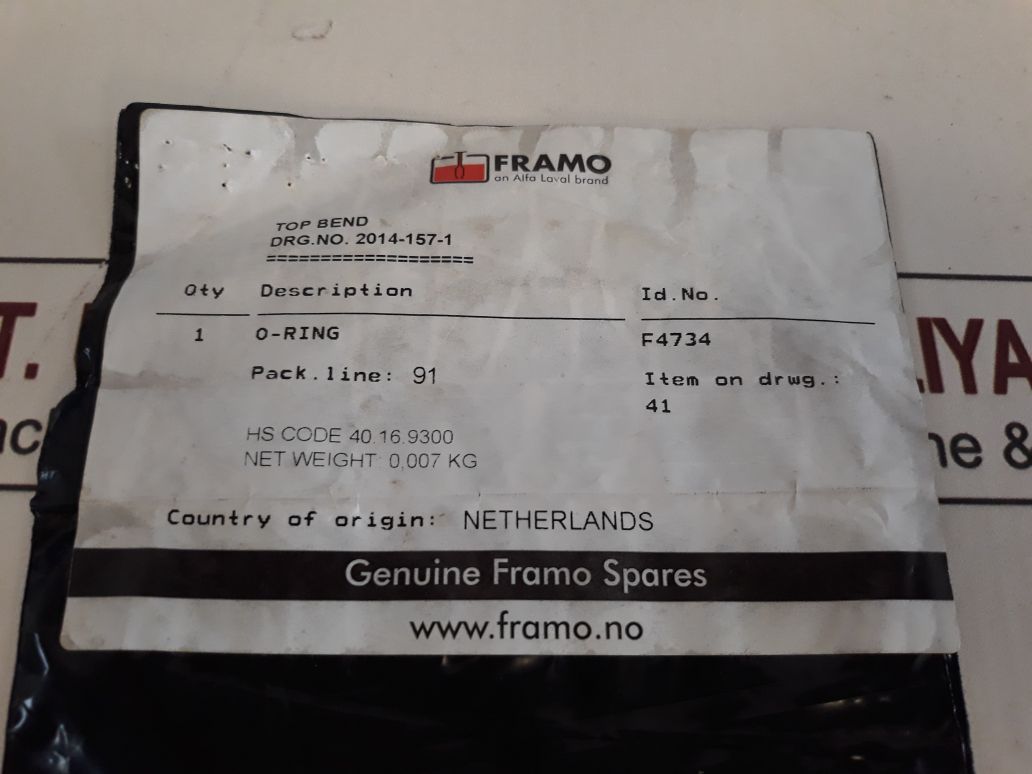 FRAMO
an Alfa Laval brand
TOP BEND
DRG.NO. 2014-157-1
===================
Qty Description Id.No.
1 O-RING F4734
Pack.line: 91 Item on drwg.:
41
HS CODE 40.16.9300
NET WEIGHT: 0,007 KG
Country of origin: NETHERLANDS
Genuine Framo Spares
www.framo.no
T. IYA
ne &